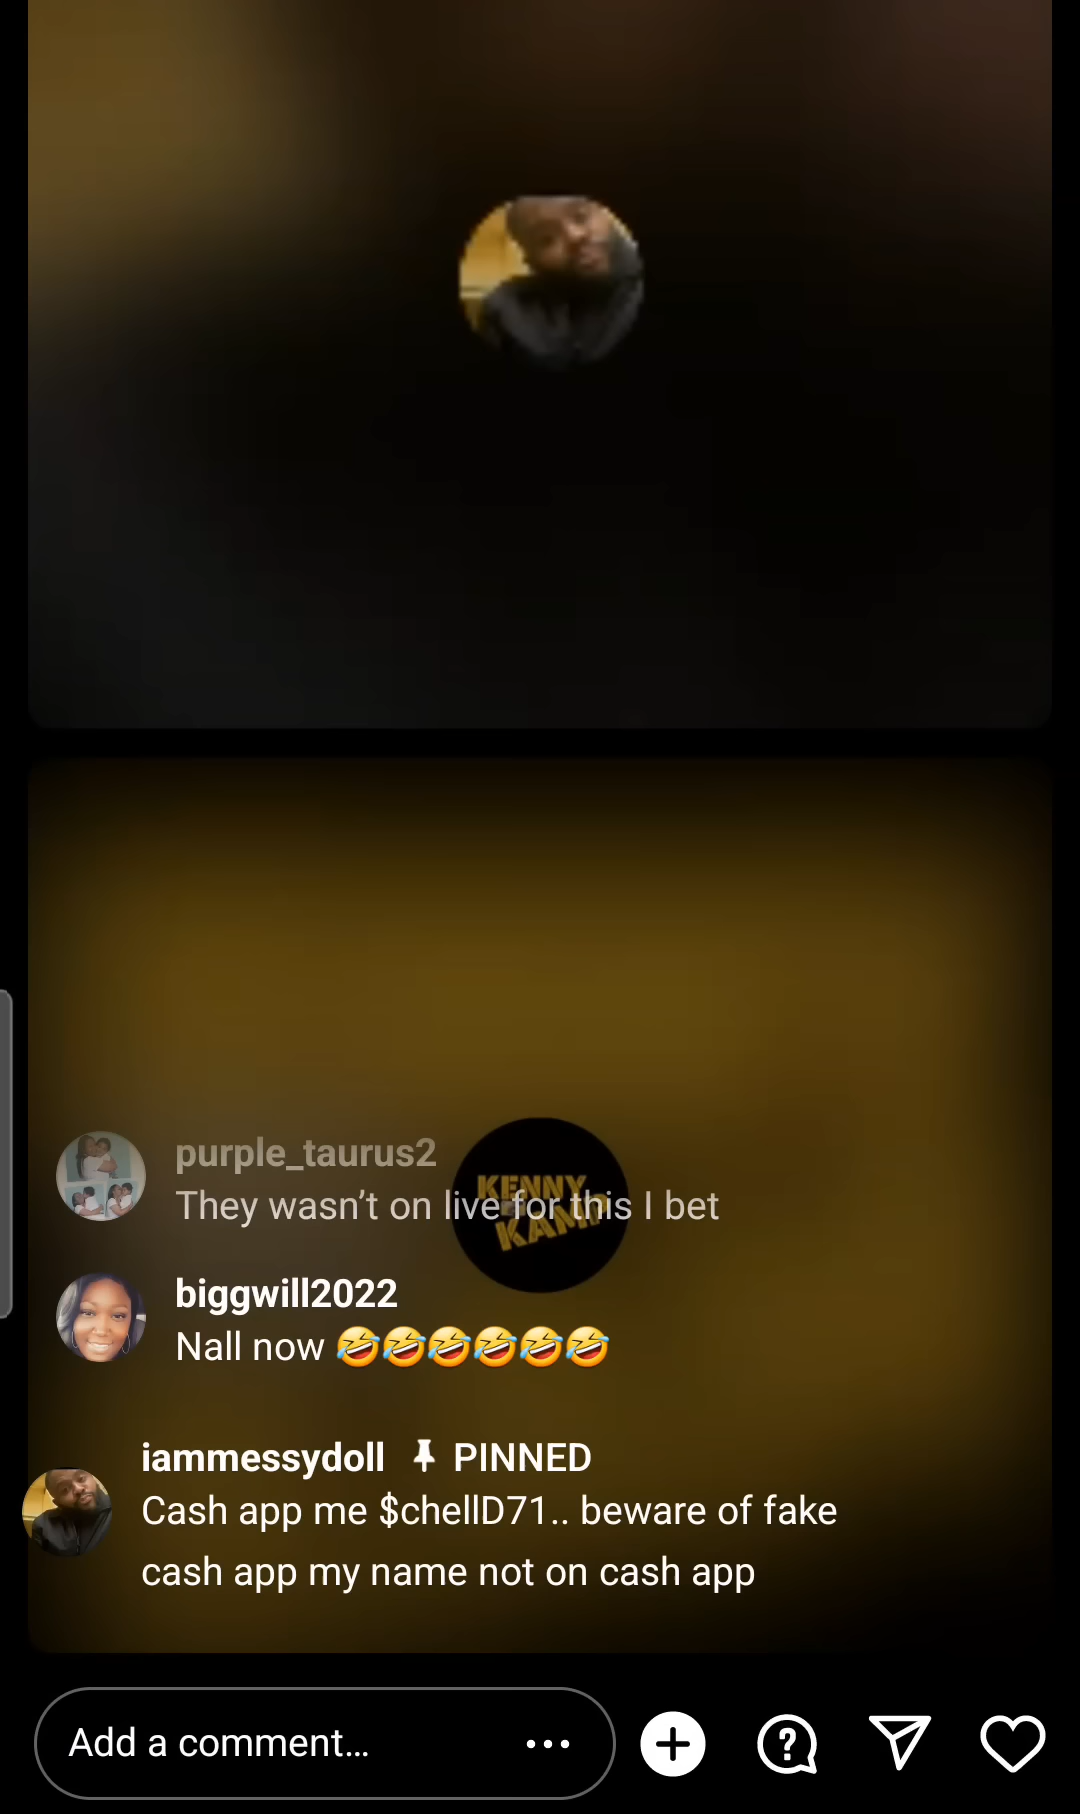 purple_taurus2
They wasn’t on live for this I bet
KENNY
KAMP
biggwill2022
Nall now 🤣🤣🤣🤣🤣🤣
iammessydoll 📌 PINNED
Cash app me $chellD71.. beware of fake
cash app my name not on cash app
Add a comment…